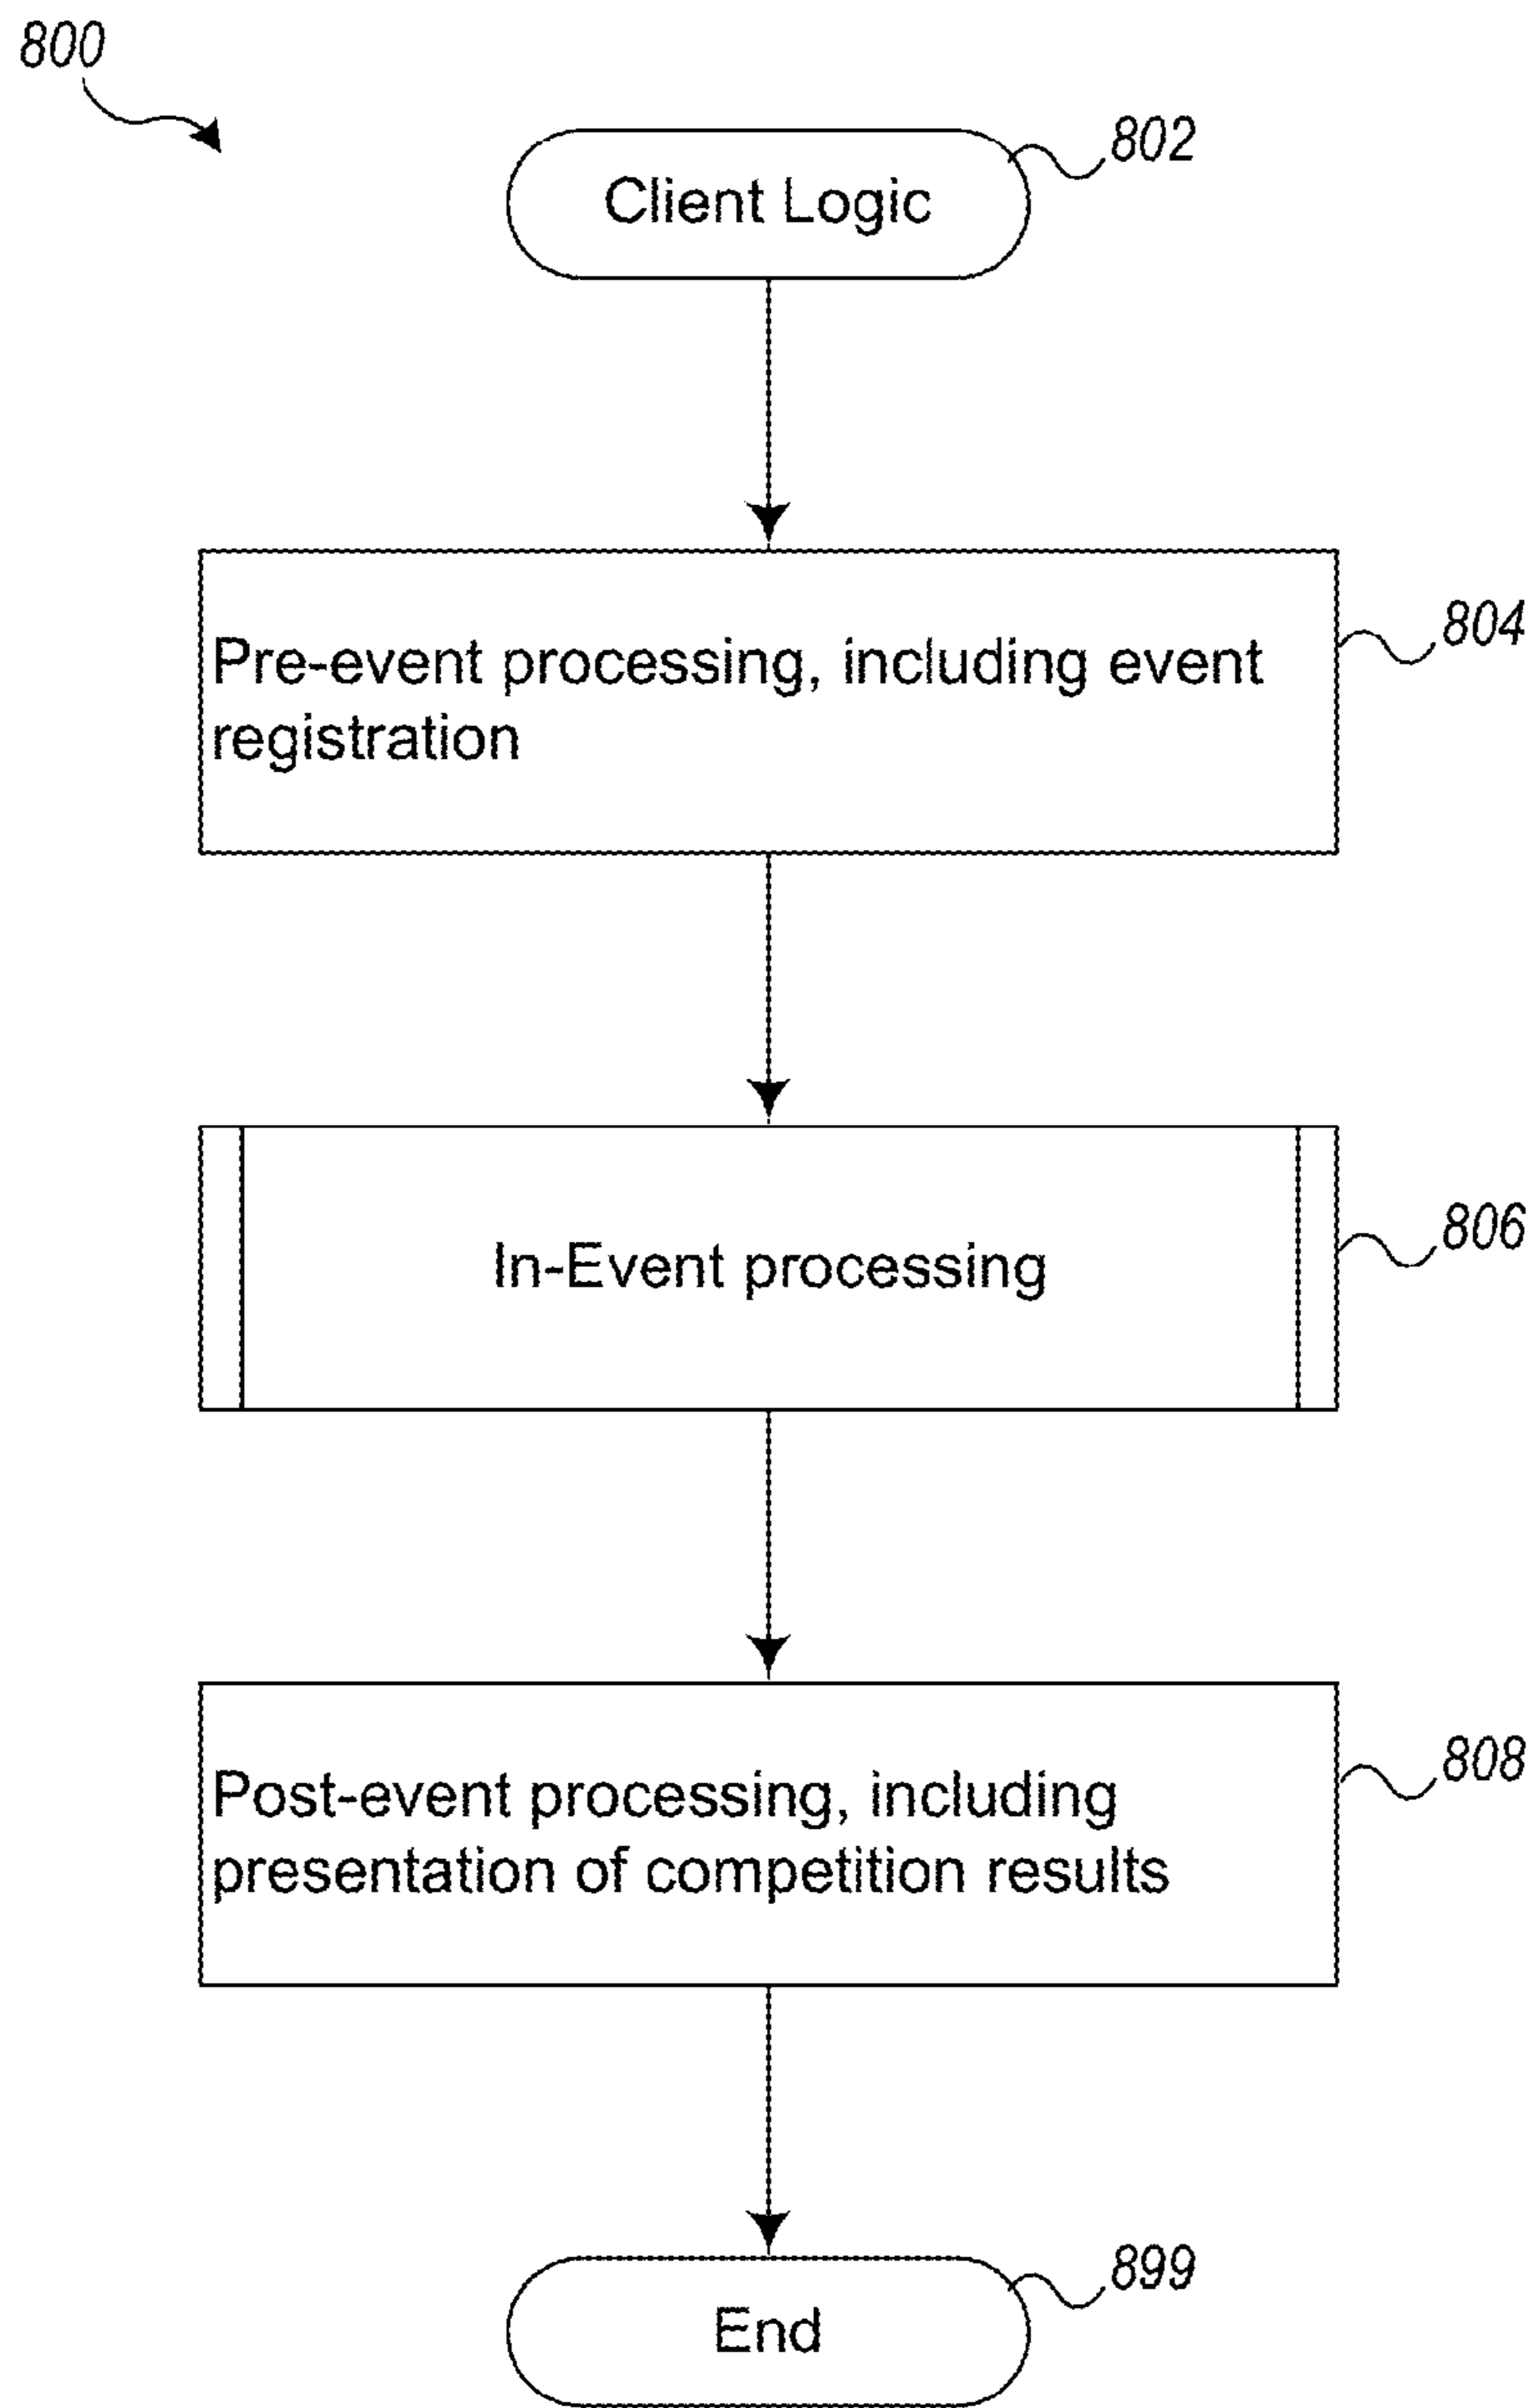 800
802
Client Logic
804
Pre-event processing, including event
registration
806
In-Event processing
808
Post-event processing, including
presentation of competition results
899
End